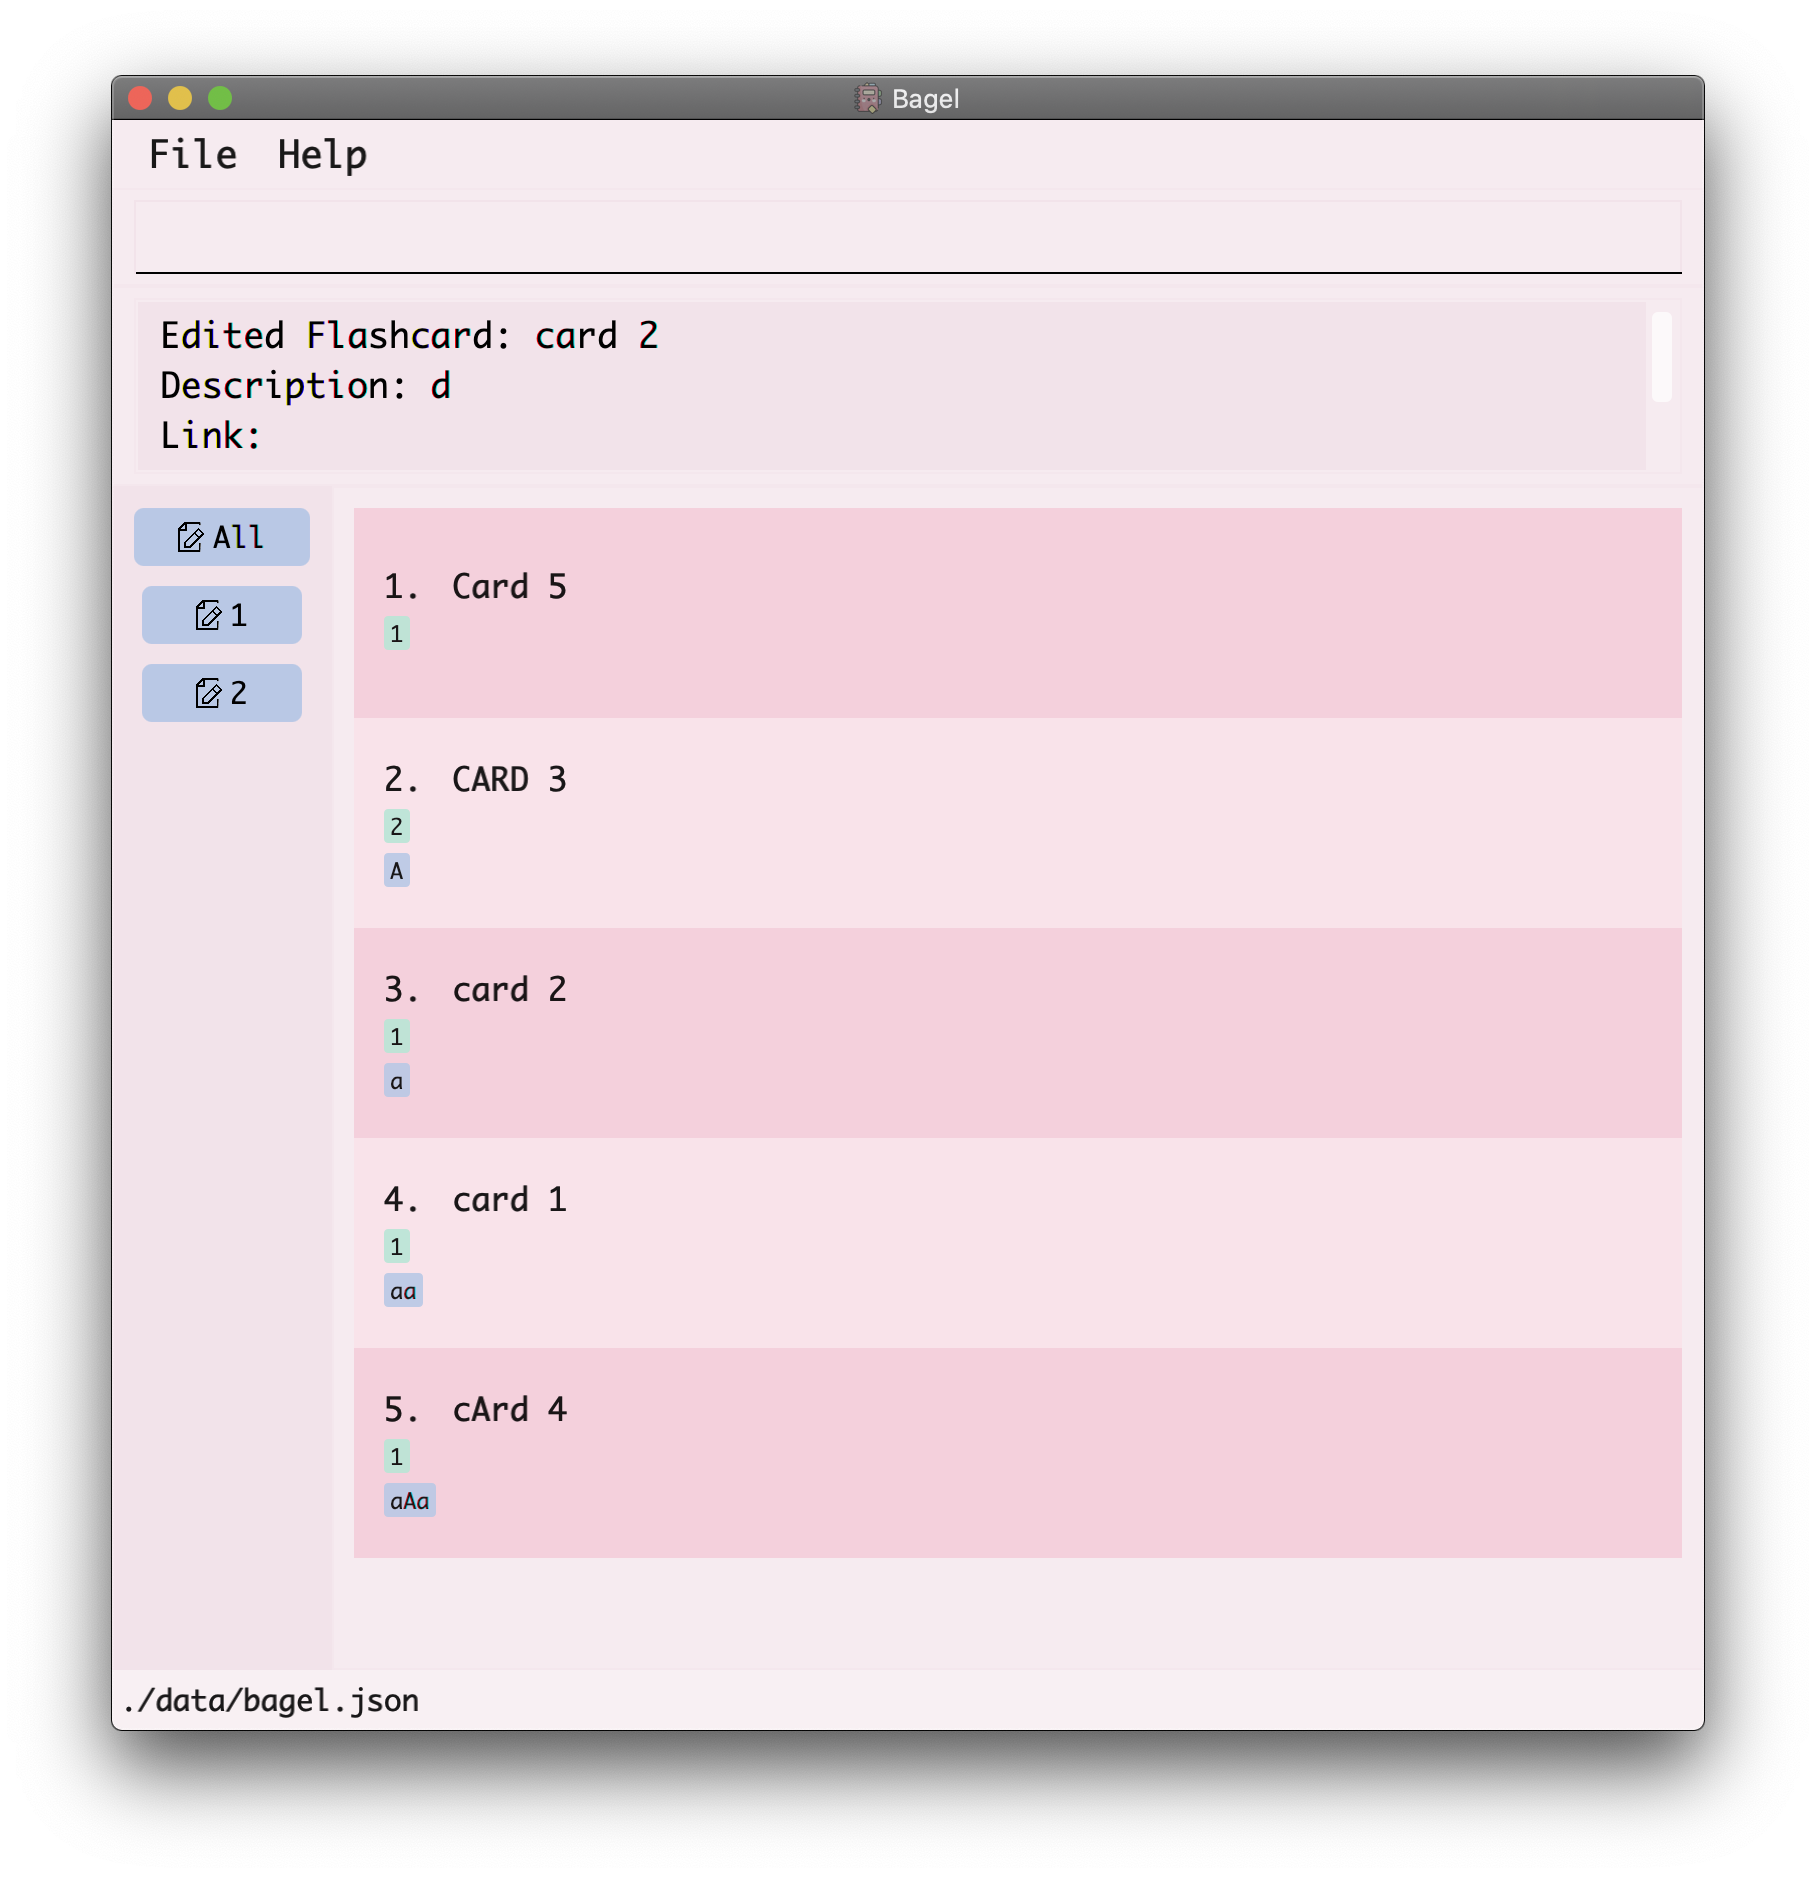 Bagel
File Help
Edited Flashcard: card 2
Description: d
Link:
All
1
2
1. Card 5
1
2. CARD 3
2
A
3. card 2
1
a
4. card 1
1
aa
5. cArd 4
1
aAa
./data/bagel.json